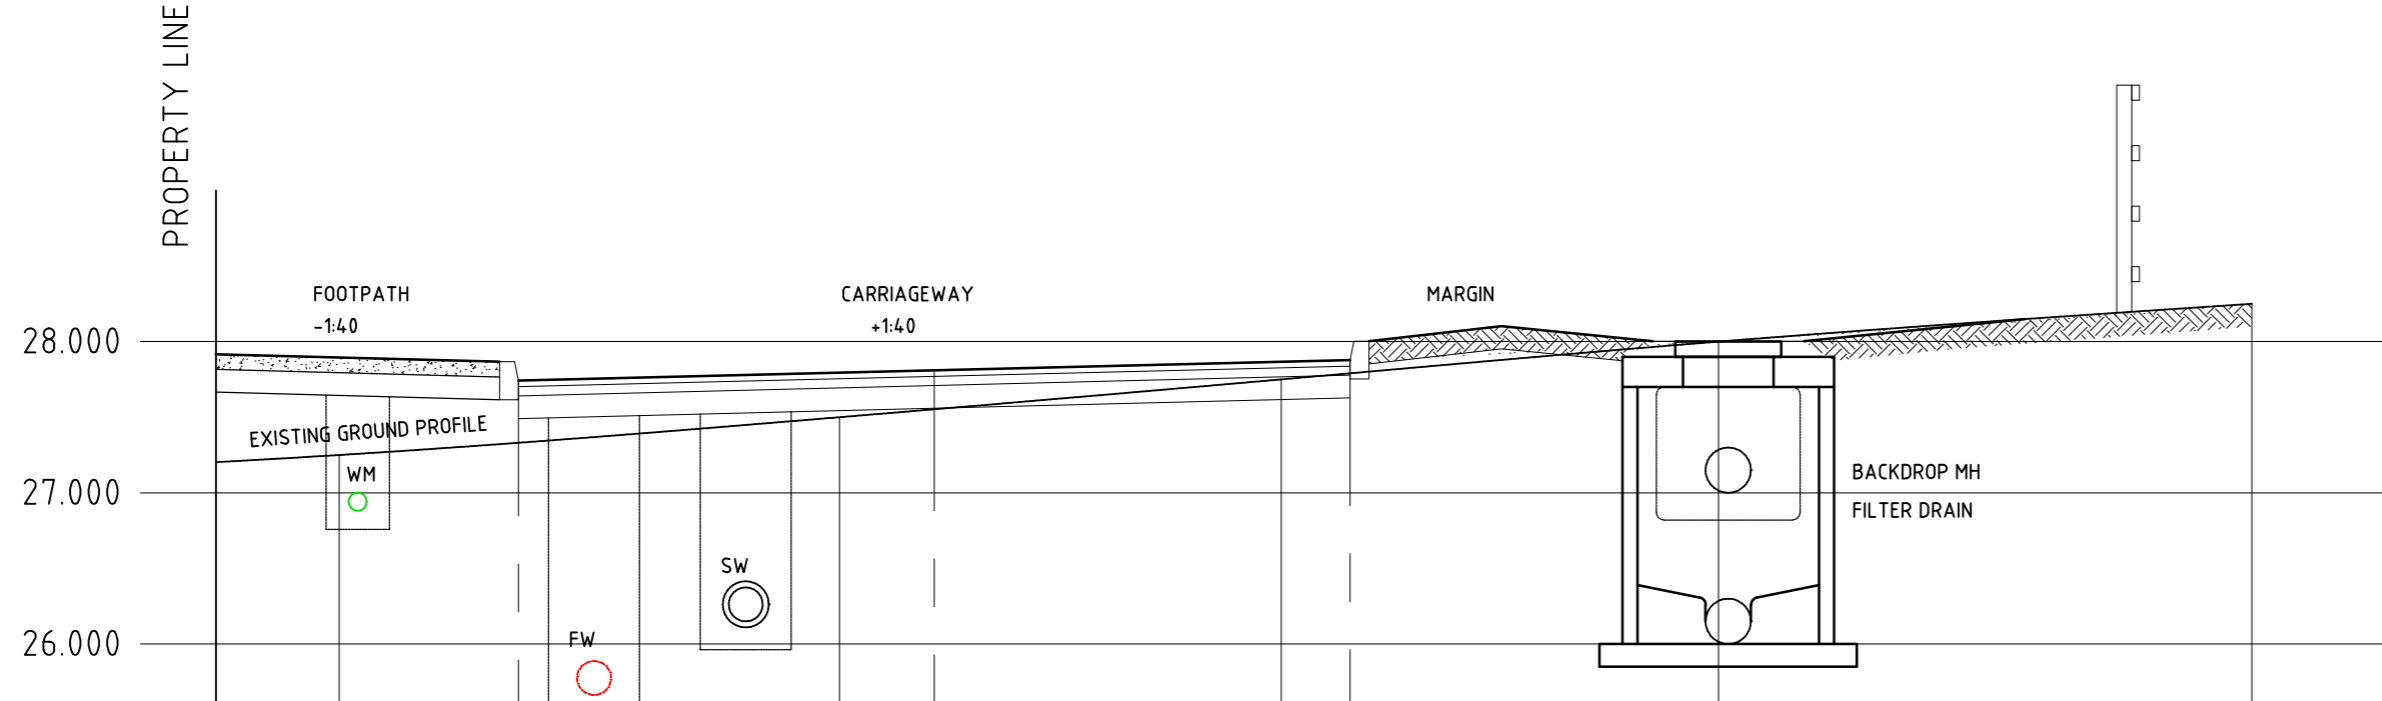 PROPERTY LINE
FOOTPATH
-1:40
CARRIAGEWAY
+1:40
MARGIN
28.000
EXISTING GROUND PROFILE
WM
27.000
BACKDROP MH
FILTER DRAIN
SW
FW
26.000